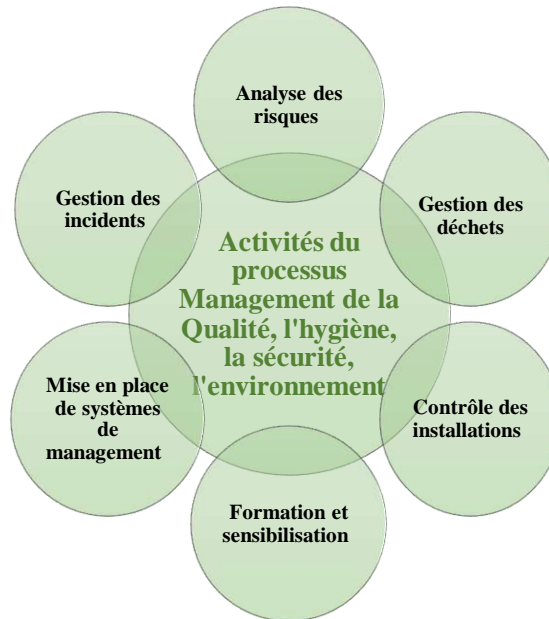 Analyse des
risques
Gestion des
déchets
Contrôle des
installations
Formation et
sensibilisation
Mise en place
de systèmes
de
management
Gestion des
incidents
Activités du
processus
Management de la
Qualité, l'hygiène,
la sécurité,
l'environnement